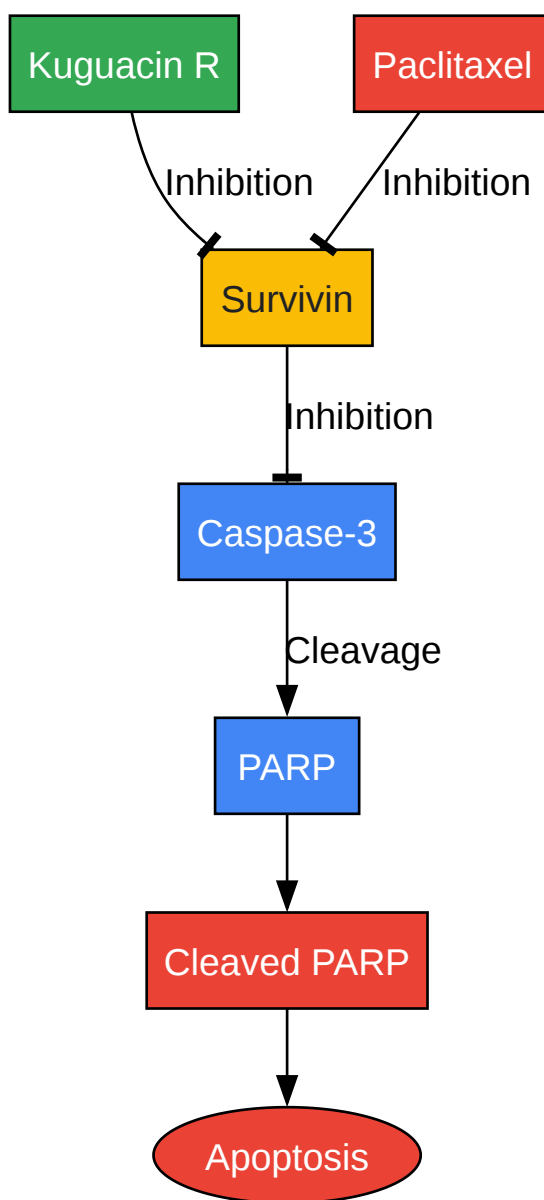 Kuguacin R
Paclitaxel
Inhibition
Inhibition
Survivin
Inhibition
Caspase-3
Cleavage
PARP
Cleaved PARP
Apoptosis